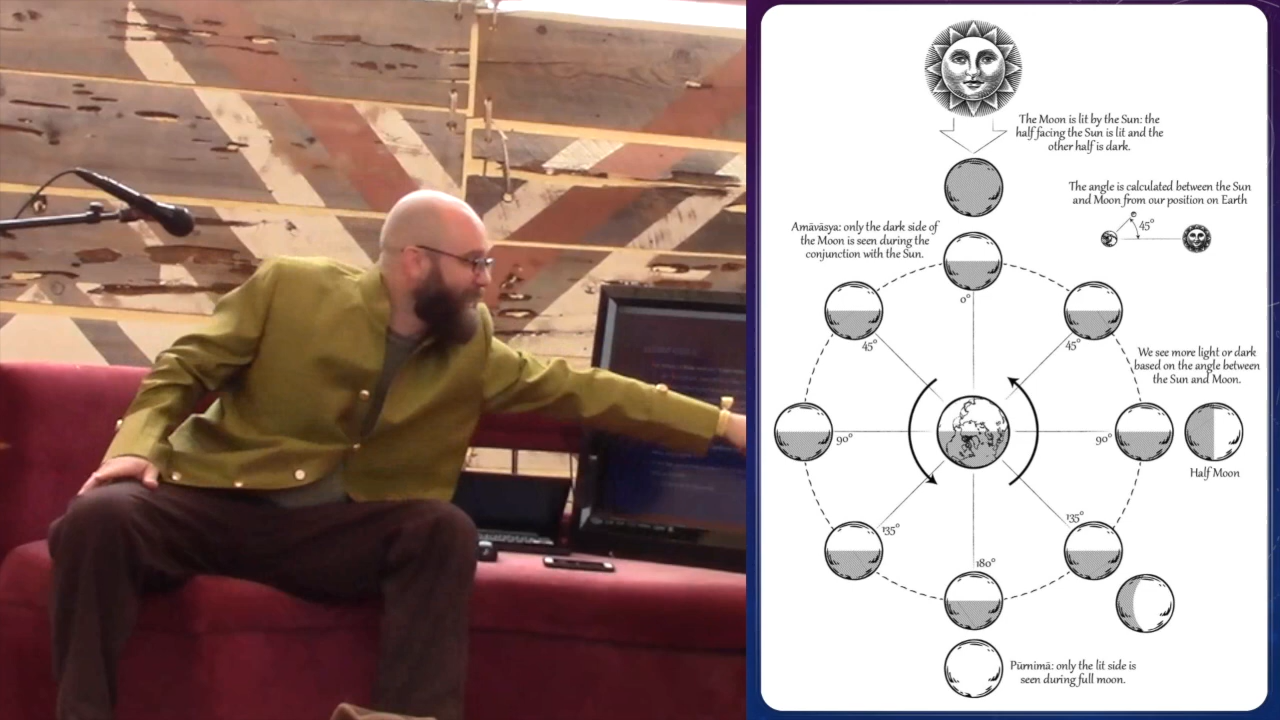 The Moon is lit by the Sun: the
half facing the Sun is lit and the
other half is dark.
The angle is calculated between the Sun
and Moon from our position on Earth
45°
Amāvāsya: only the dark side of
the Moon is seen during the
conjunction with the Sun.
0°
45°
45°
We see more light or dark
based on the angle between
the Sun and Moon.
90°
90°
Half Moon
135°
135°
180°
Pūrnimā: only the lit side is
seen during full moon.